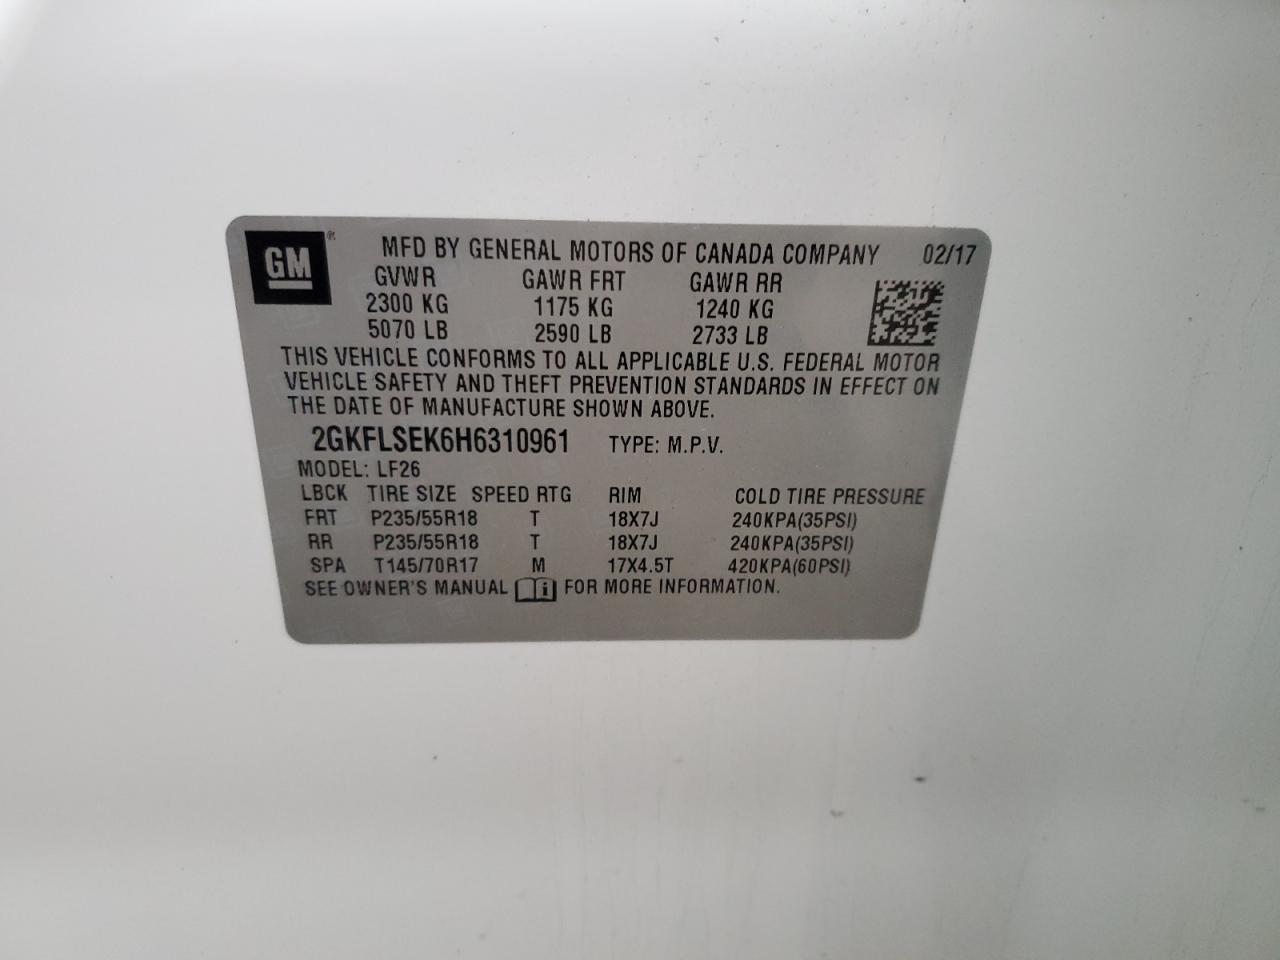 GM® MFD BY GENERAL MOTORS OF CANADA COMPANY 02/17
GVWR GAWR FRT GAWR RR
2300 KG 1175 KG 1240 KG
5070 LB 2590 LB 2733 LB
THIS VEHICLE CONFORMS TO ALL APPLICABLE U.S. FEDERAL MOTOR
VEHICLE SAFETY AND THEFT PREVENTION STANDARDS IN EFFECT ON
THE DATE OF MANUFACTURE SHOWN ABOVE.
2GKFLSEK6H6310961 TYPE: M.P.V.
MODEL: LF26
LBCK TIRE SIZE SPEED RTG RIM COLD TIRE PRESSURE
FRT P235/55R18 T 18X7J 240KPA(35PSI)
RR P235/55R18 T 18X7J 240KPA(35PSI)
SPA T145/70R17 M 17X4.5T 420KPA(60PSI)
SEE OWNER'S MANUAL i FOR MORE INFORMATION.